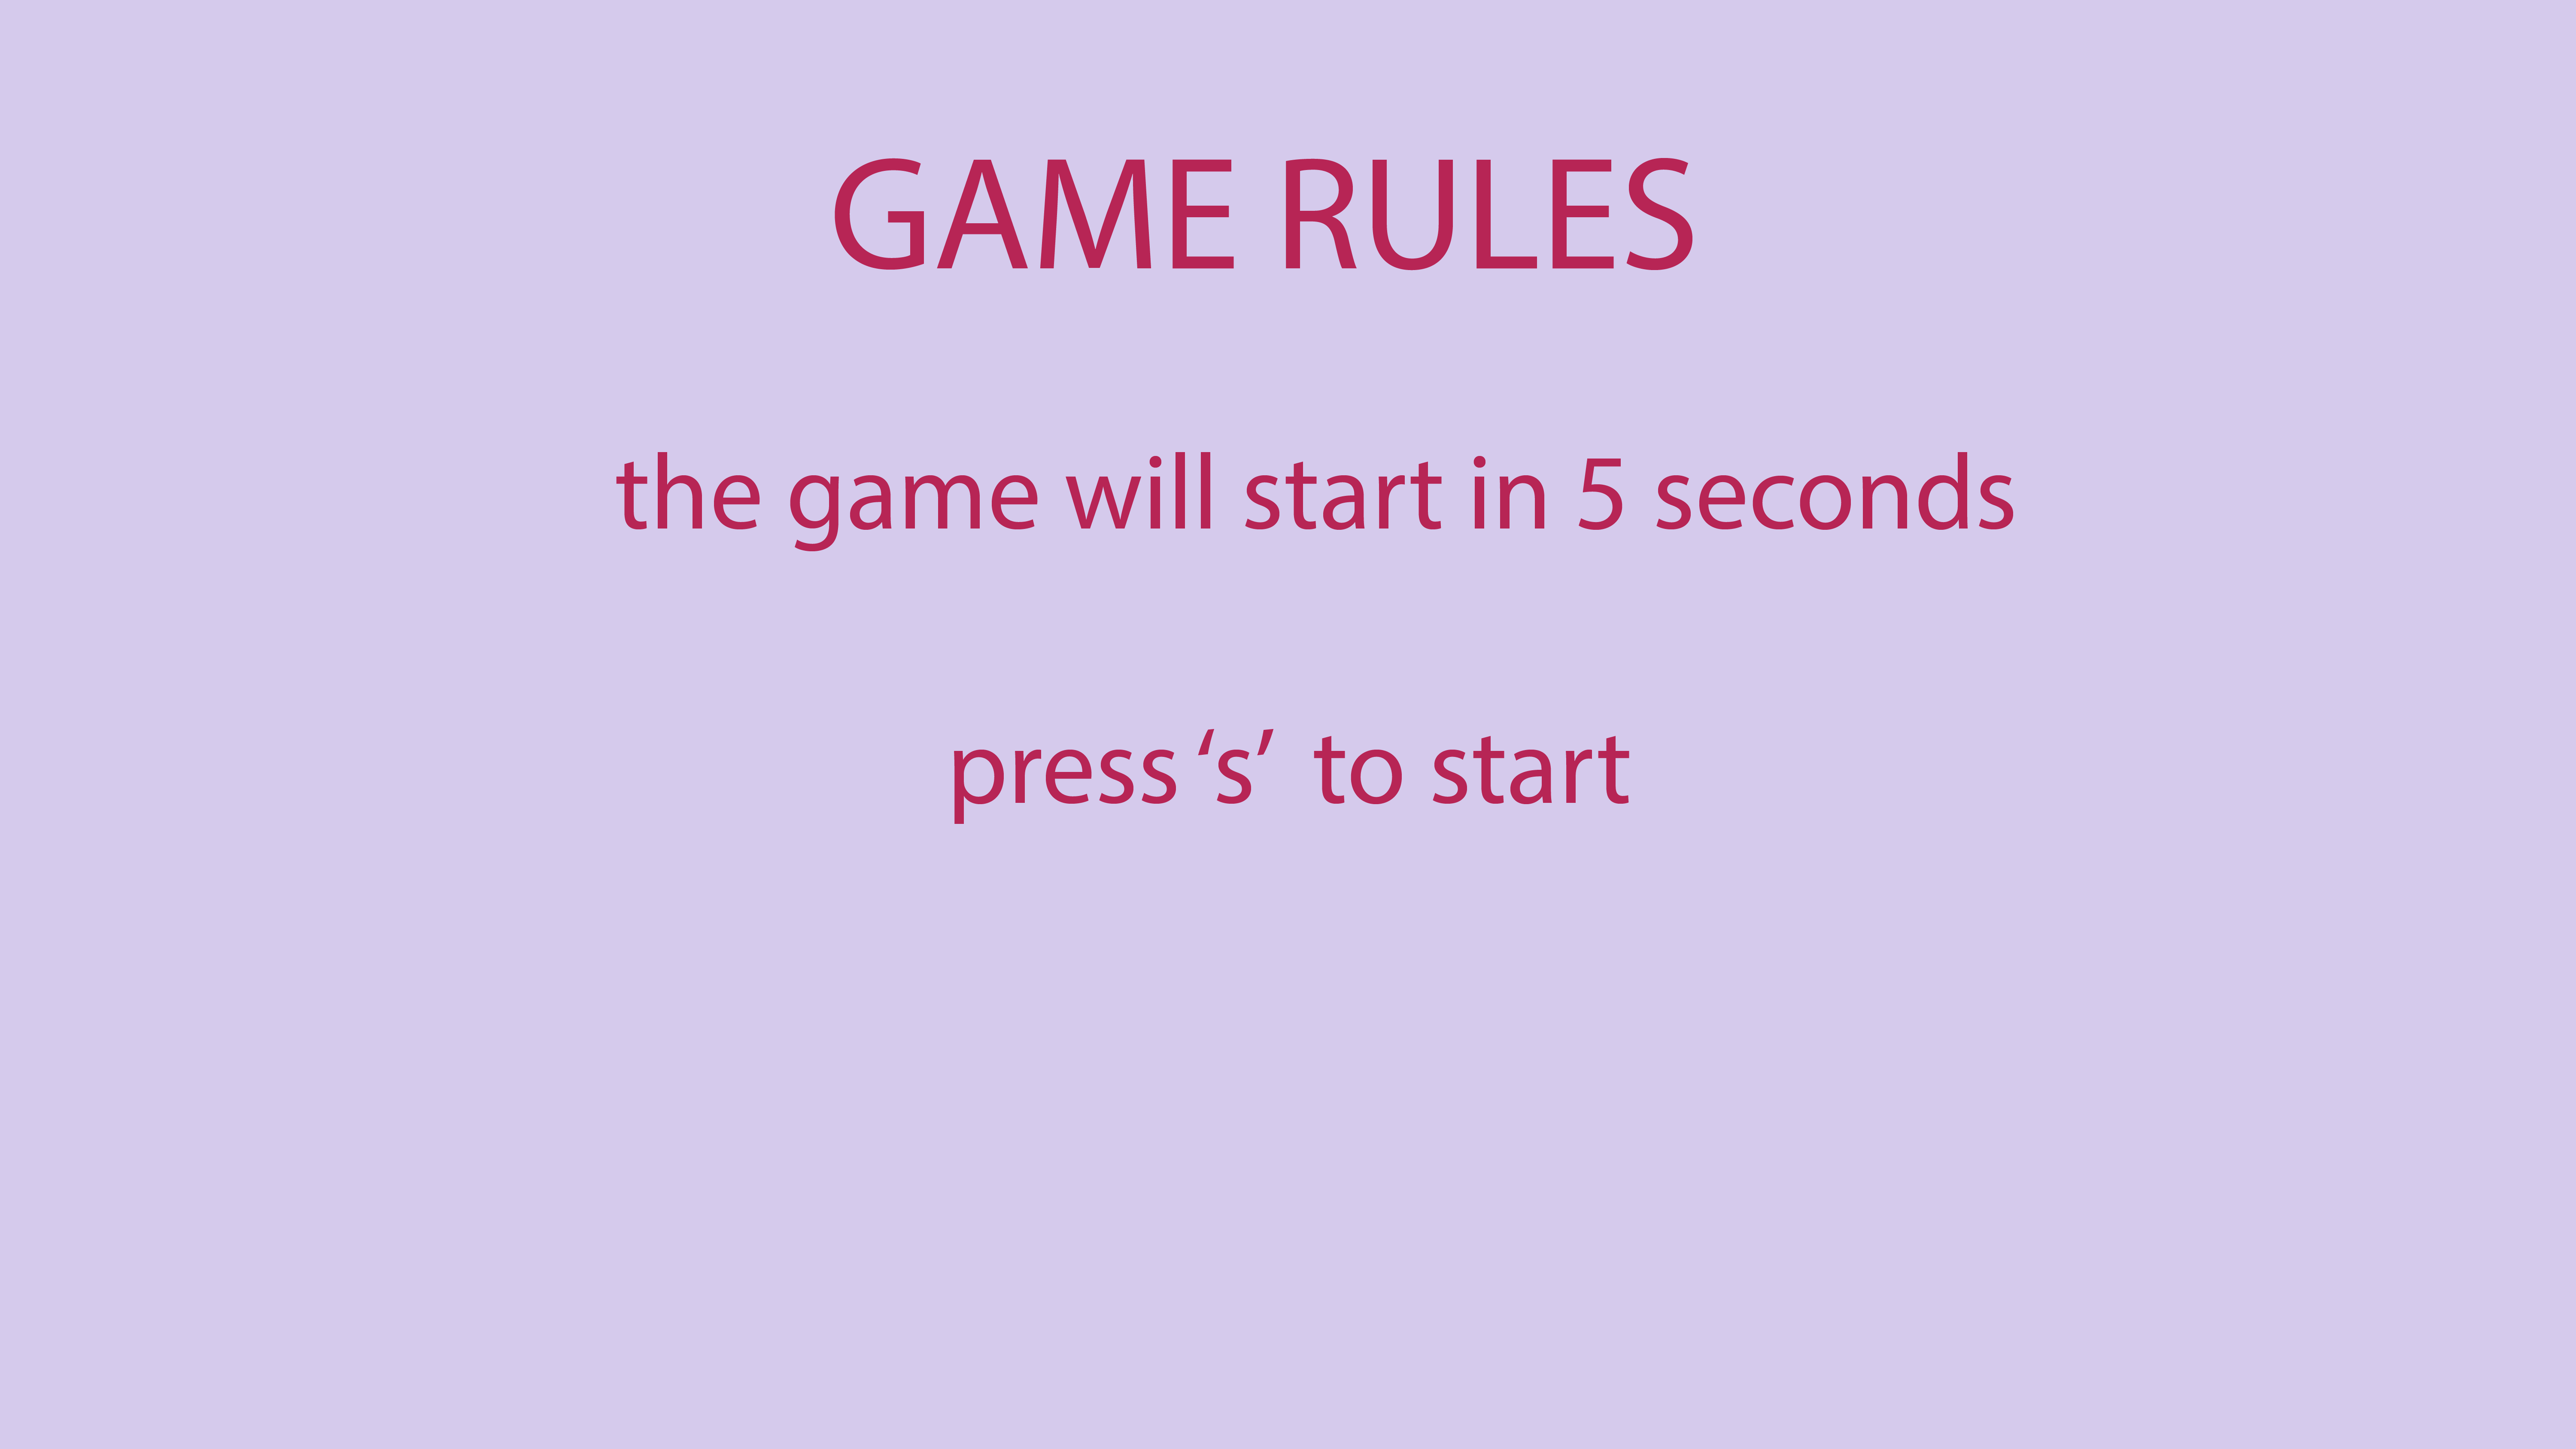 GAME RULES
the game will start in 5 seconds
press ‘s’ to start